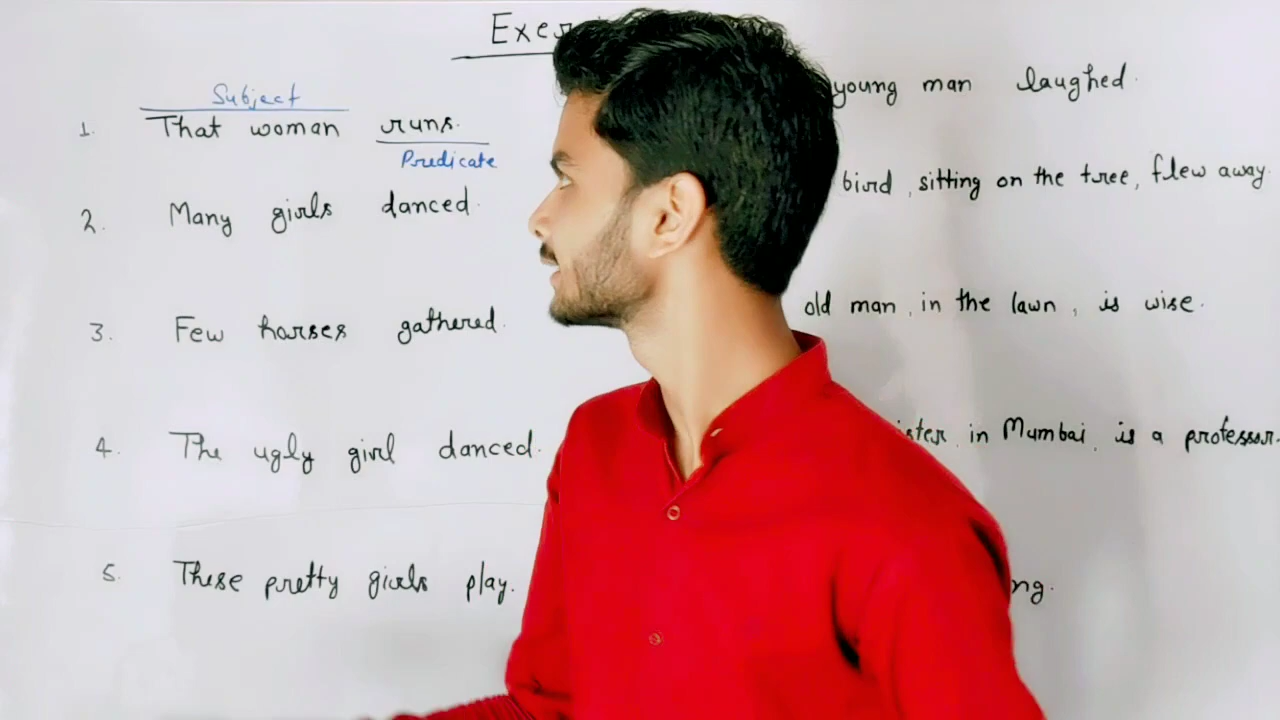 Subject
1. That woman runs.
Predicate
2. Many girls danced.
3. Few horses gathered.
4. The ugly girl danced.
5. These pretty girls play.
young man laughed.
bird, sitting on the tree, flew away.
old man, in the lawn, is wise.
in Mumbai, is a professor.